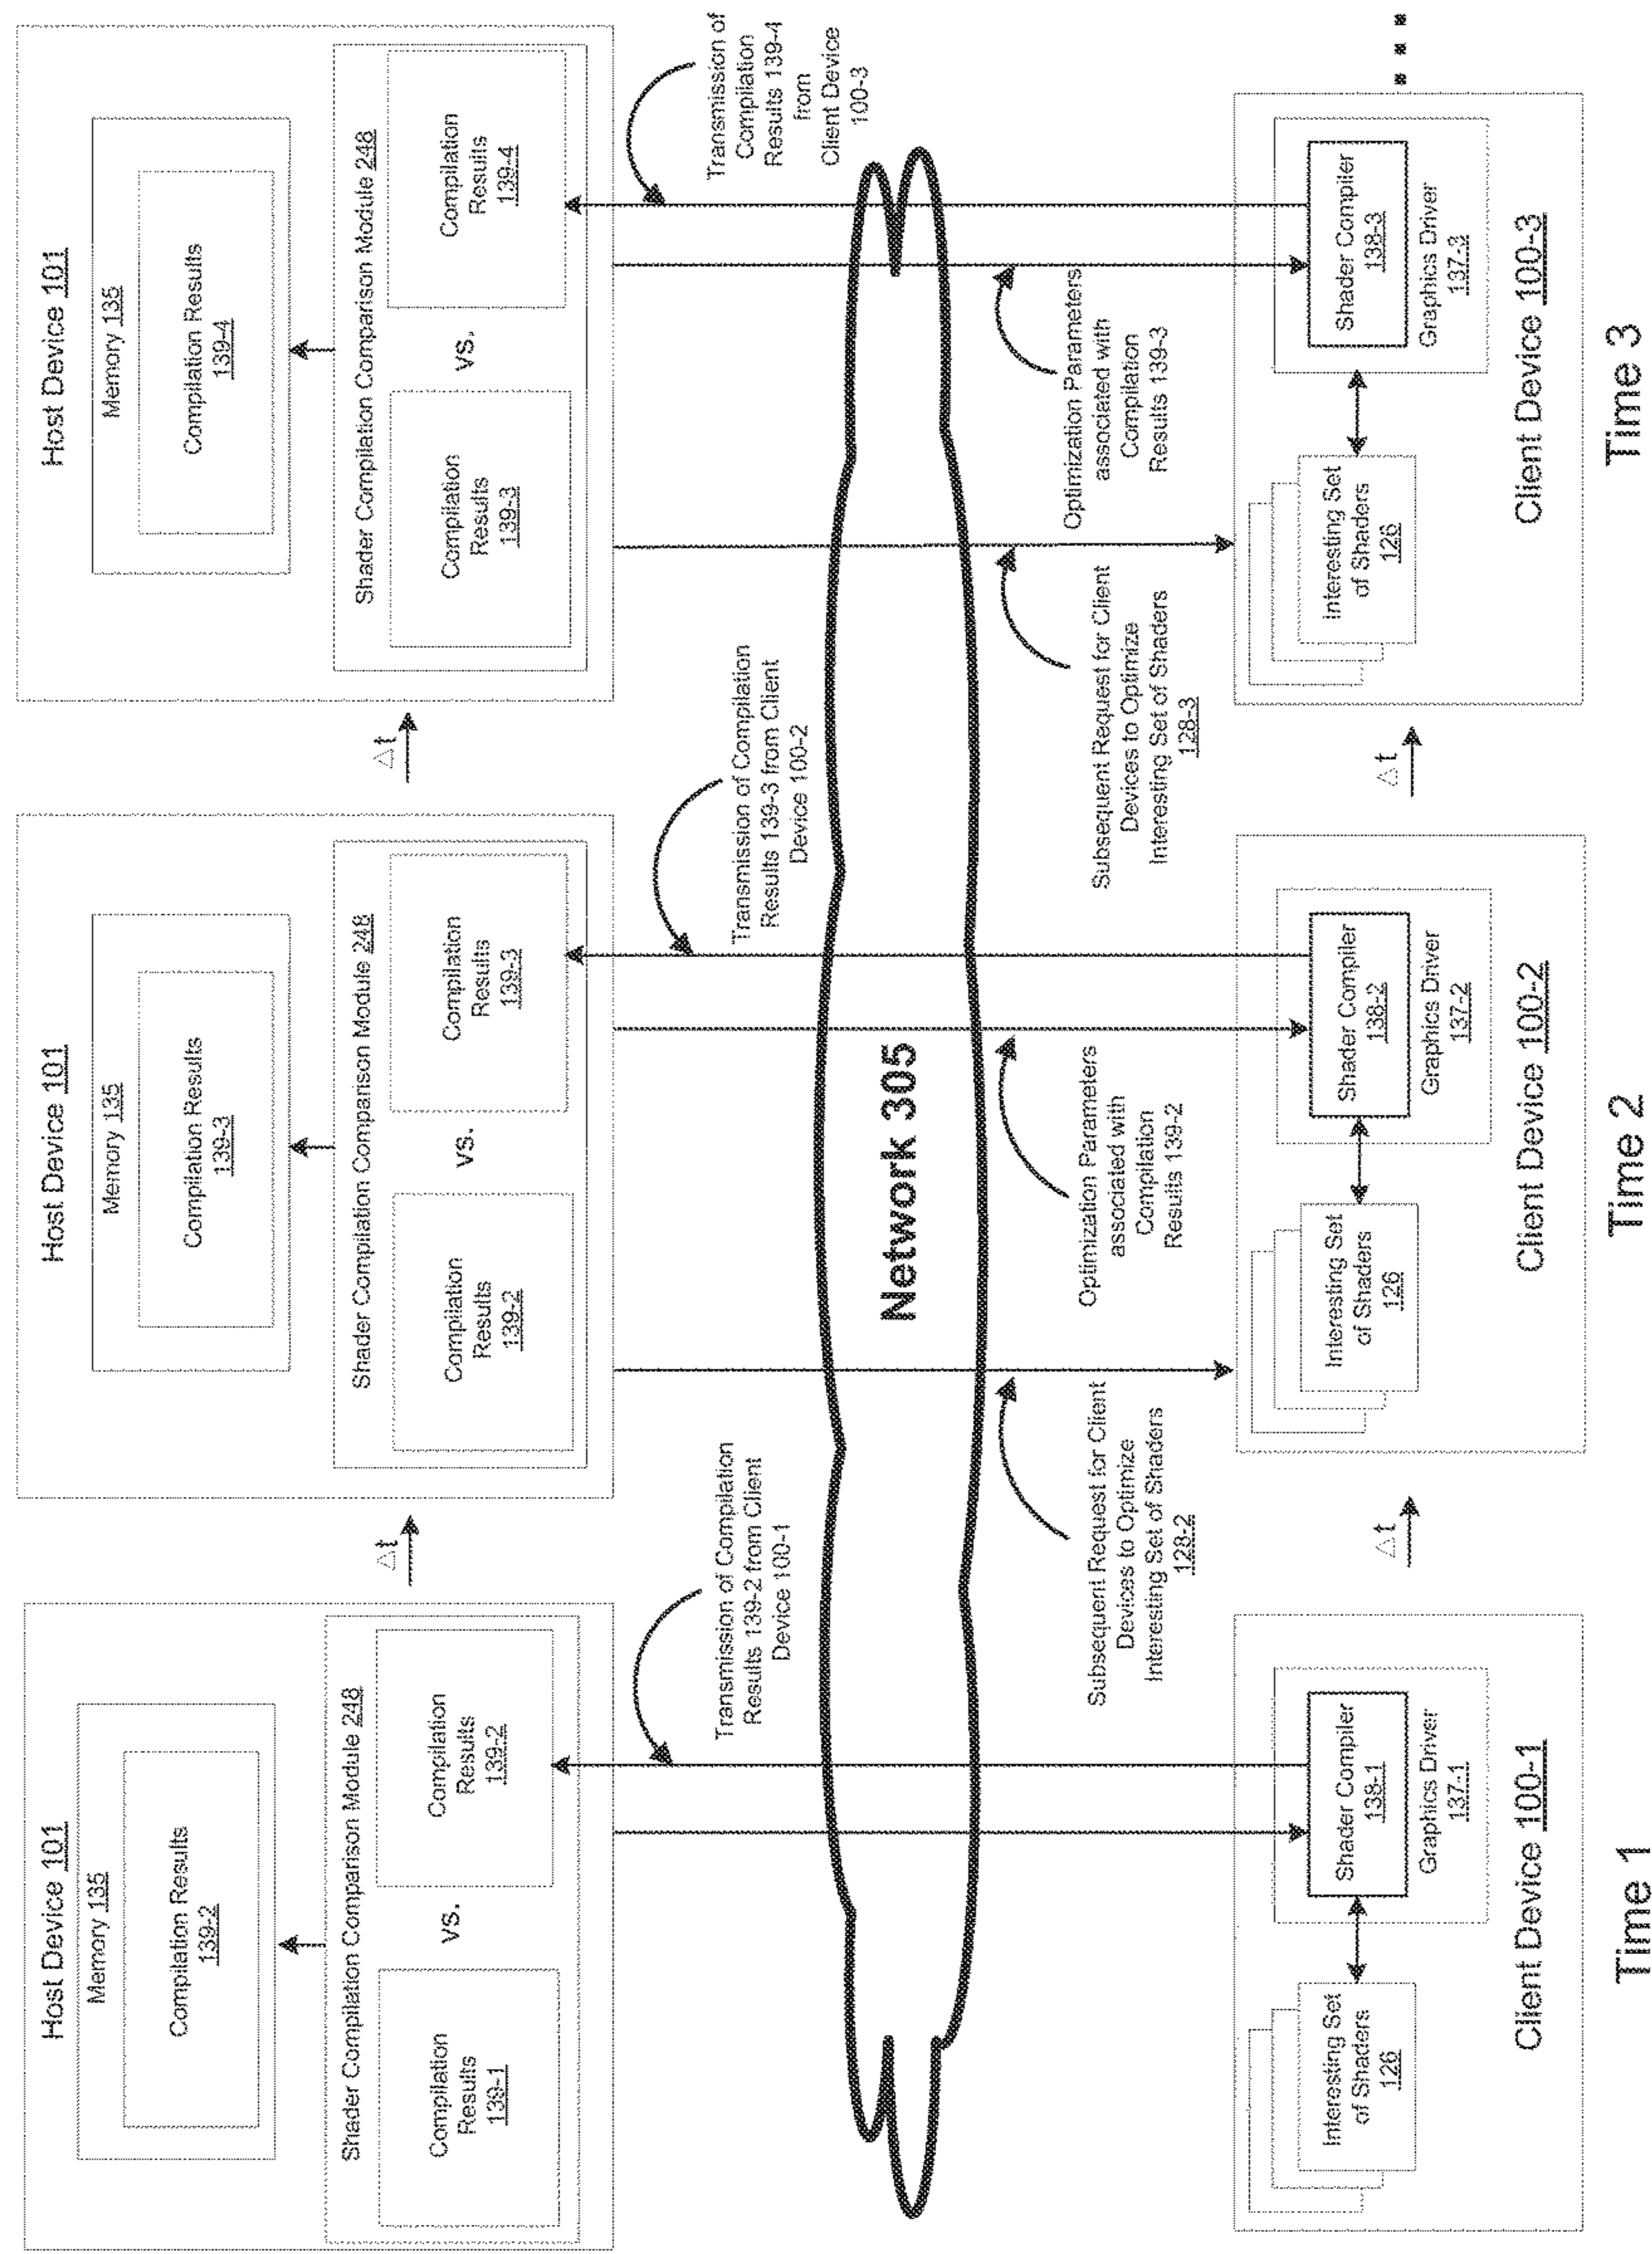 Host Device 101
Memory 135
Compilation Results
139-2
Shader Compilation Comparison Module 248
Compilation
Results
139-1
vs.
Compilation
Results
139-2
Δt
Transmission of Compilation
Results 139-2 from Client
Device 100-1
Interesting Set
of Shaders
126
Shader Compiler
138-1
Graphics Driver
137-1
Client Device 100-1
Time 1
Δt
Host Device 101
Memory 135
Compilation Results
139-3
Shader Compilation Comparison Module 248
Compilation
Results
139-2
vs.
Compilation
Results
139-3
Δt
Transmission of Compilation
Results 139-3 from Client
Device 100-2
Network 305
Subsequent Request for Client
Devices to Optimize
Interesting Set of Shaders
128-2
Optimization Parameters
associated with
Compilation
Results 139-2
Interesting Set
of Shaders
126
Shader Compiler
138-2
Graphics Driver
137-2
Client Device 100-2
Time 2
Δt
Host Device 101
Memory 135
Compilation Results
139-4
Shader Compilation Comparison Module 248
Compilation
Results
139-3
vs.
Compilation
Results
139-4
Transmission of
Compilation
Results 139-4
from
Client Device
100-3
Subsequent Request for Client
Devices to Optimize
Interesting Set of Shaders
128-3
Optimization Parameters
associated with
Compilation
Results 139-3
Interesting Set
of Shaders
126
Shader Compiler
138-3
Graphics Driver
137-3
Client Device 100-3
Time 3